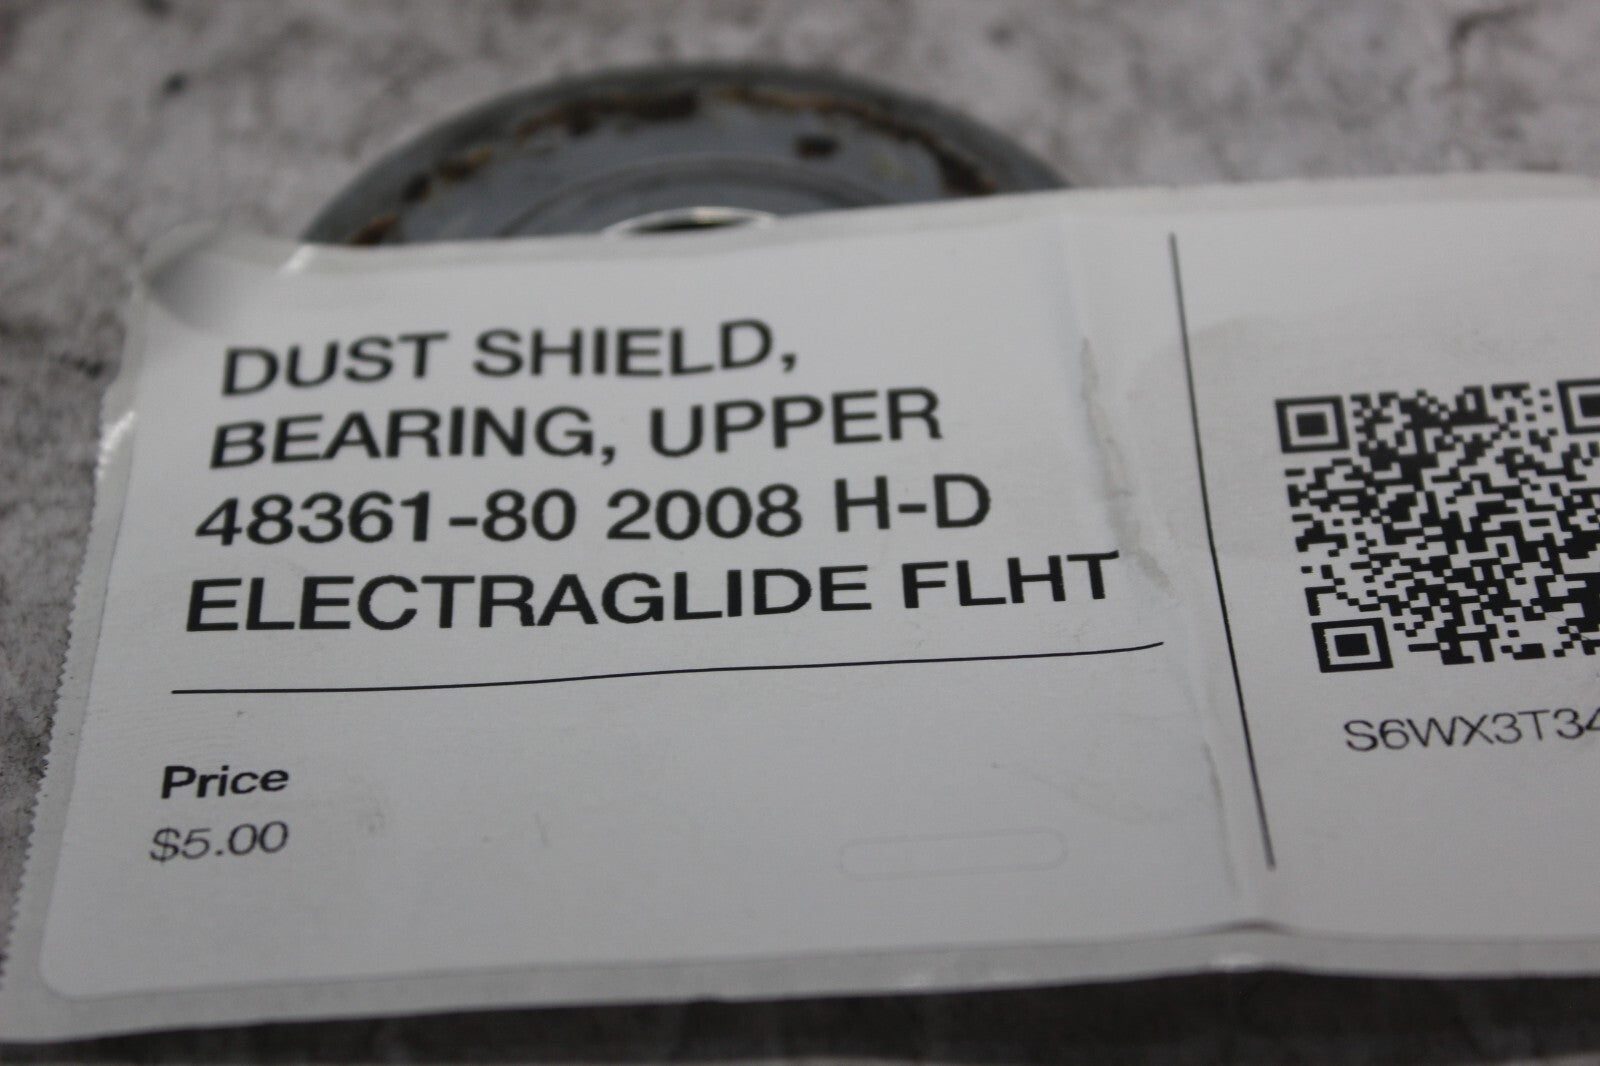 DUST SHIELD,
BEARING, UPPER
48361-80 2008 H-D
ELECTRAGLIDE FLHT
Price
$5.00
S6WX3T34